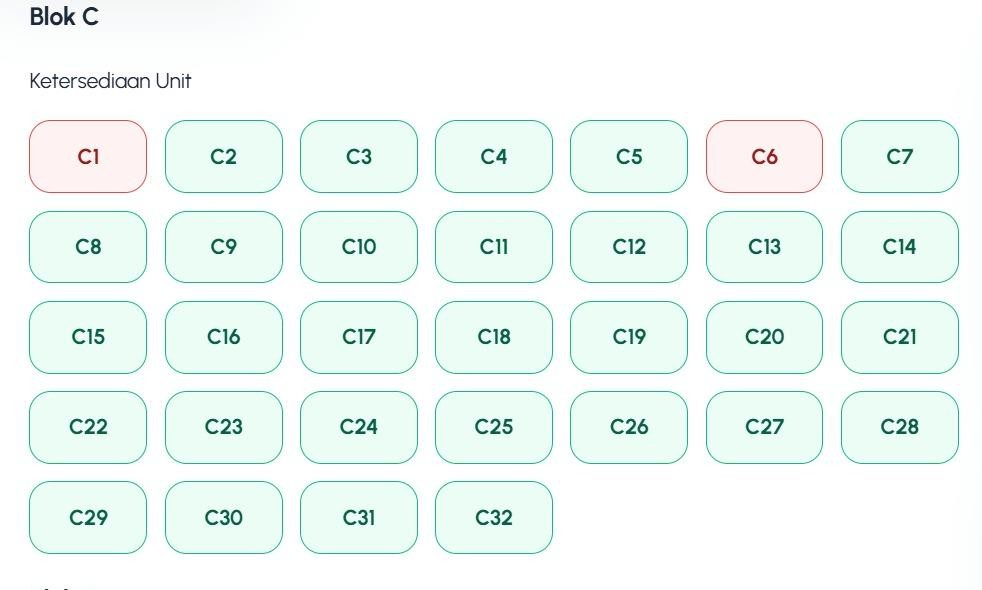 Blok C
Ketersediaan Unit
C1 C2 C3 C4 C5 C6 C7
C8 C9 C10 C11 C12 C13 C14
C15 C16 C17 C18 C19 C20 C21
C22 C23 C24 C25 C26 C27 C28
C29 C30 C31 C32